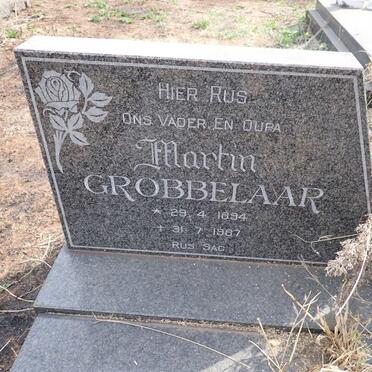 HIER RUS
ONS VADER EN OUPA
Martin
GROBBELAAR
* 29. 4. 1894
+ 31. 7. 1987
RUS SAG